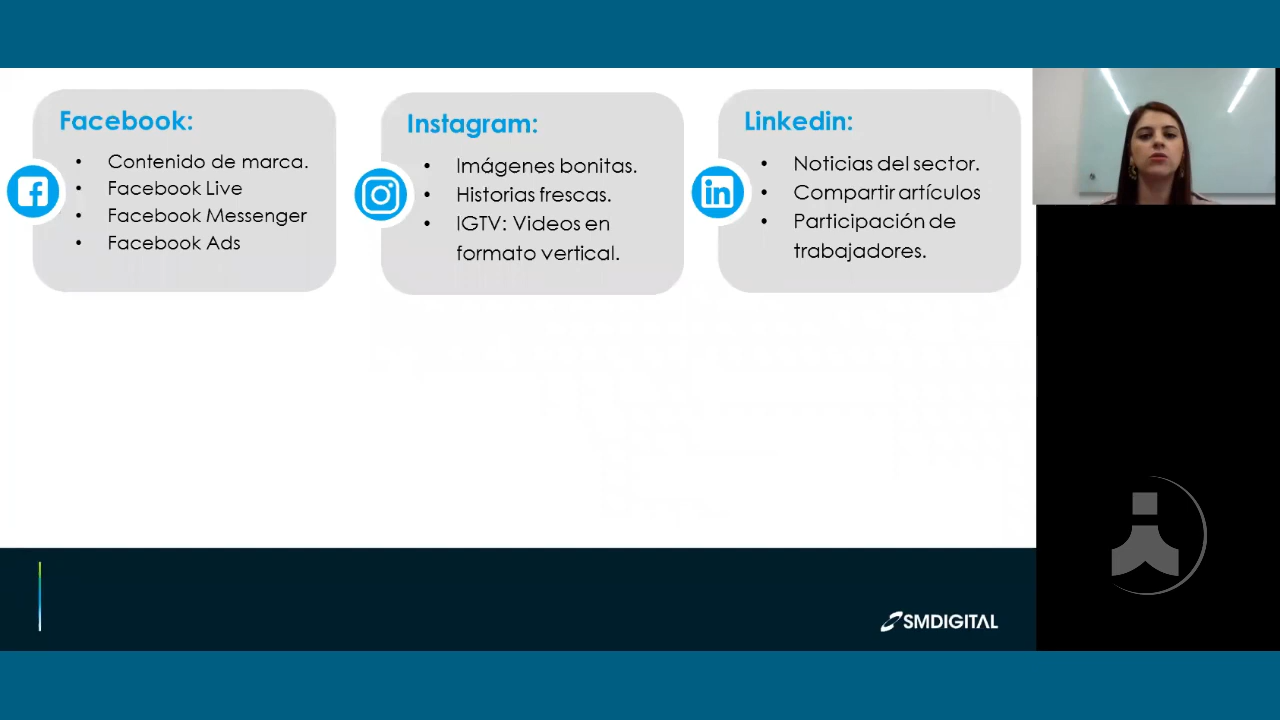 Facebook:
• Contenido de marca.
• Facebook Live
• Facebook Messenger
• Facebook Ads
Instagram:
• Imágenes bonitas.
• Historias frescas.
• IGTV: Videos en
formato vertical.
Linkedin:
• Noticias del sector.
• Compartir artículos
• Participación de
trabajadores.
SMDIGITAL